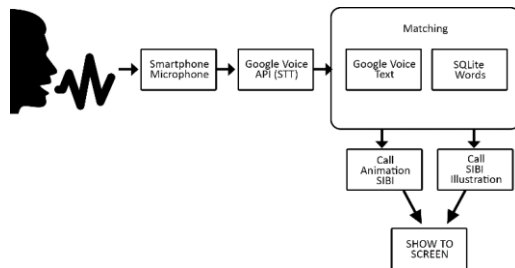 Matching
Smartphone
Microphone
Google Voice
API (STT)
Google Voice
Text
SQLite
Words
Call
Animation
SIBI
Call
SIBI
Illustration
SHOW TO
SCREEN